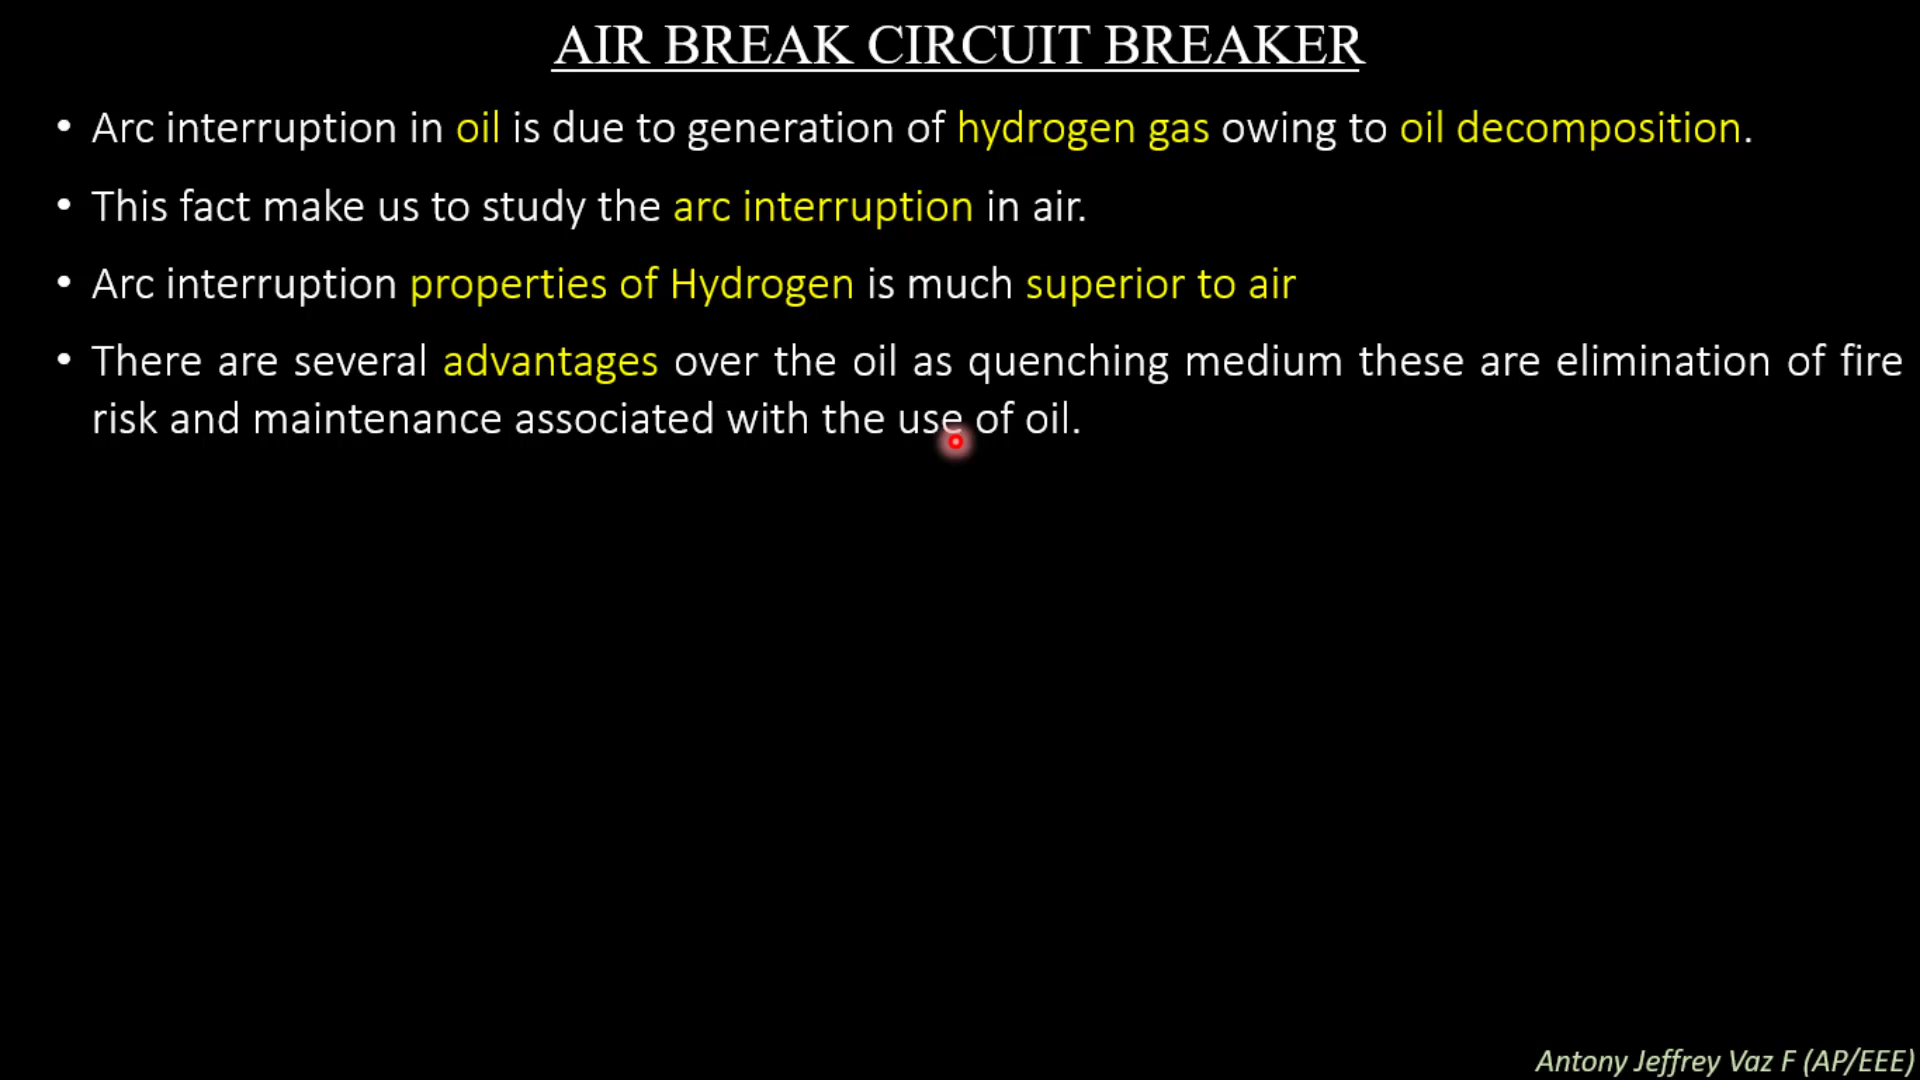 AIR BREAK CIRCUIT BREAKER
• Arc interruption in oil is due to generation of hydrogen gas owing to oil decomposition.
• This fact make us to study the arc interruption in air.
• Arc interruption properties of Hydrogen is much superior to air
• There are several advantages over the oil as quenching medium these are elimination of fire
risk and maintenance associated with the use of oil.
Antony Jeffrey Vaz F (AP/EEE)